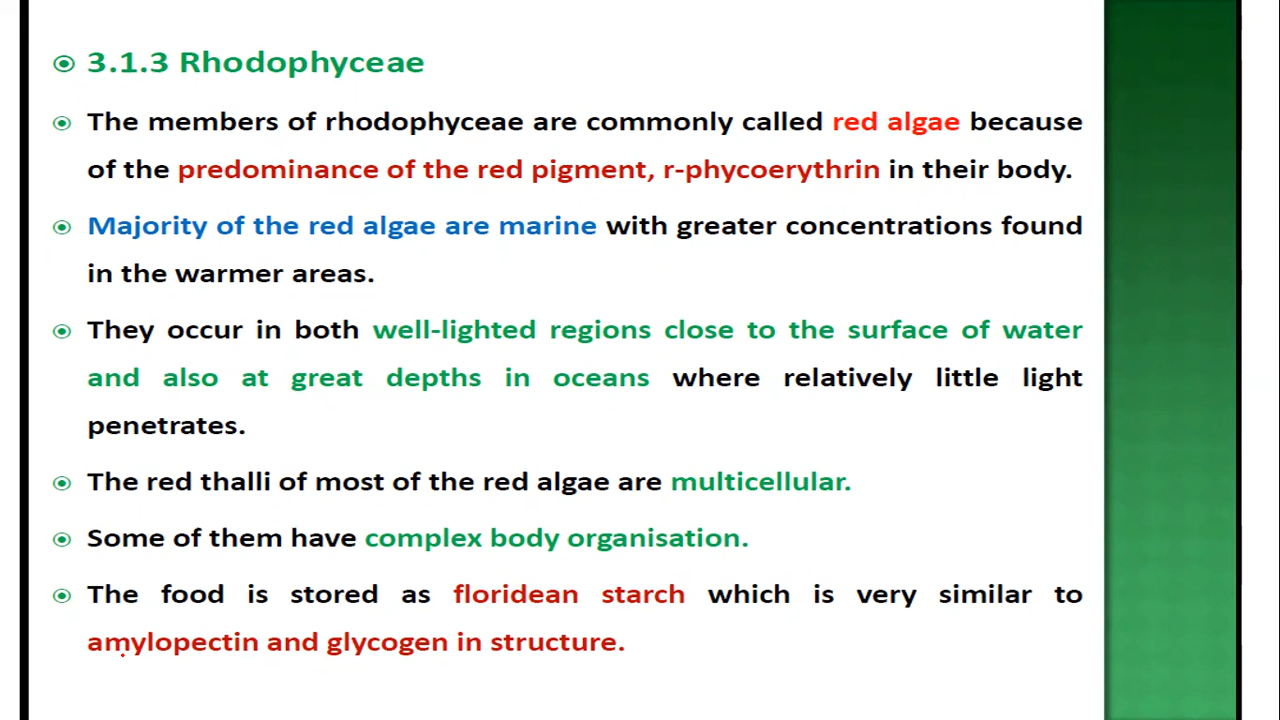 3.1.3 Rhodophyceae
The members of rhodophyceae are commonly called red algae because
of the predominance of the red pigment, r-phycoerythrin in their body.
Majority of the red algae are marine with greater concentrations found
in the warmer areas.
They occur in both well-lighted regions close to the surface of water
and also at great depths in oceans where relatively little light
penetrates.
The red thalli of most of the red algae are multicellular.
Some of them have complex body organisation.
The food is stored as floridean starch which is very similar to
amylopectin and glycogen in structure.